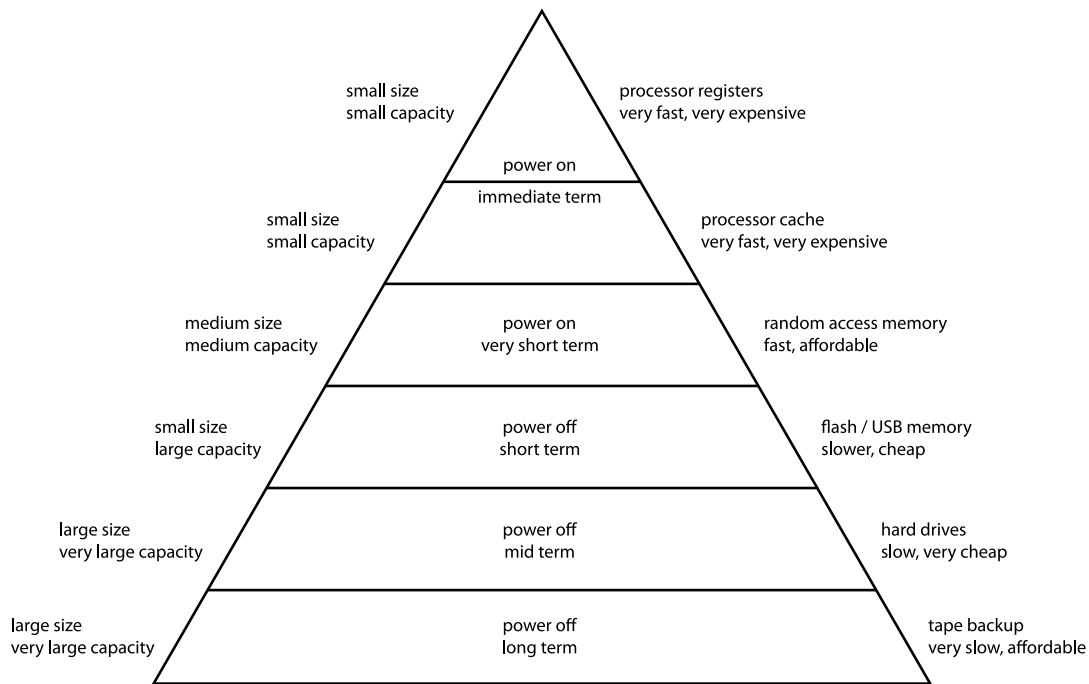 small size
small capacity
processor registers
very fast, very expensive
power on
immediate term
small size
small capacity
processor cache
very fast, very expensive
medium size
medium capacity
power on
very short term
random access memory
fast, affordable
small size
large capacity
power off
short term
flash / USB memory
slower, cheap
large size
very large capacity
power off
mid term
hard drives
slow, very cheap
large size
very large capacity
power off
long term
tape backup
very slow, affordable